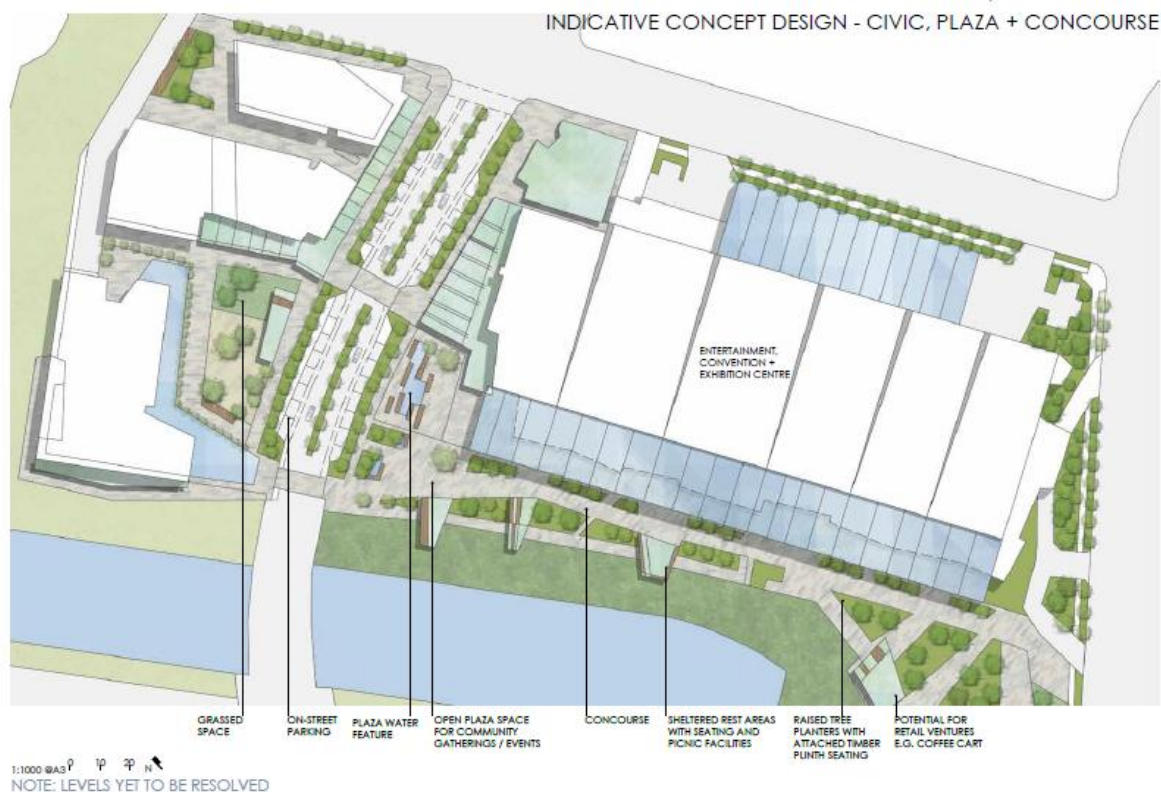 INDICATIVE CONCEPT DESIGN - CIVIC, PLAZA + CONCOURSE
ENTERTAINMENT,
CONVENTION +
EXHIBITION CENTRE
GRASSED
SPACE
ON-STREET
PARKING
PLAZA WATER
FEATURE
OPEN PLAZA SPACE
FOR COMMUNITY
GATHERINGS / EVENTS
CONCOURSE
SHELTERED REST AREAS
WITH SEATING AND
PICNIC FACILITIES
RAISED TREE
PLANTERS WITH
ATTACHED TIMBER
PLINTH SEATING
POTENTIAL FOR
RETAIL VENTURES
E.G. COFFEE CART
1:1000 @A3 0 10 20 N
NOTE: LEVELS YET TO BE RESOLVED